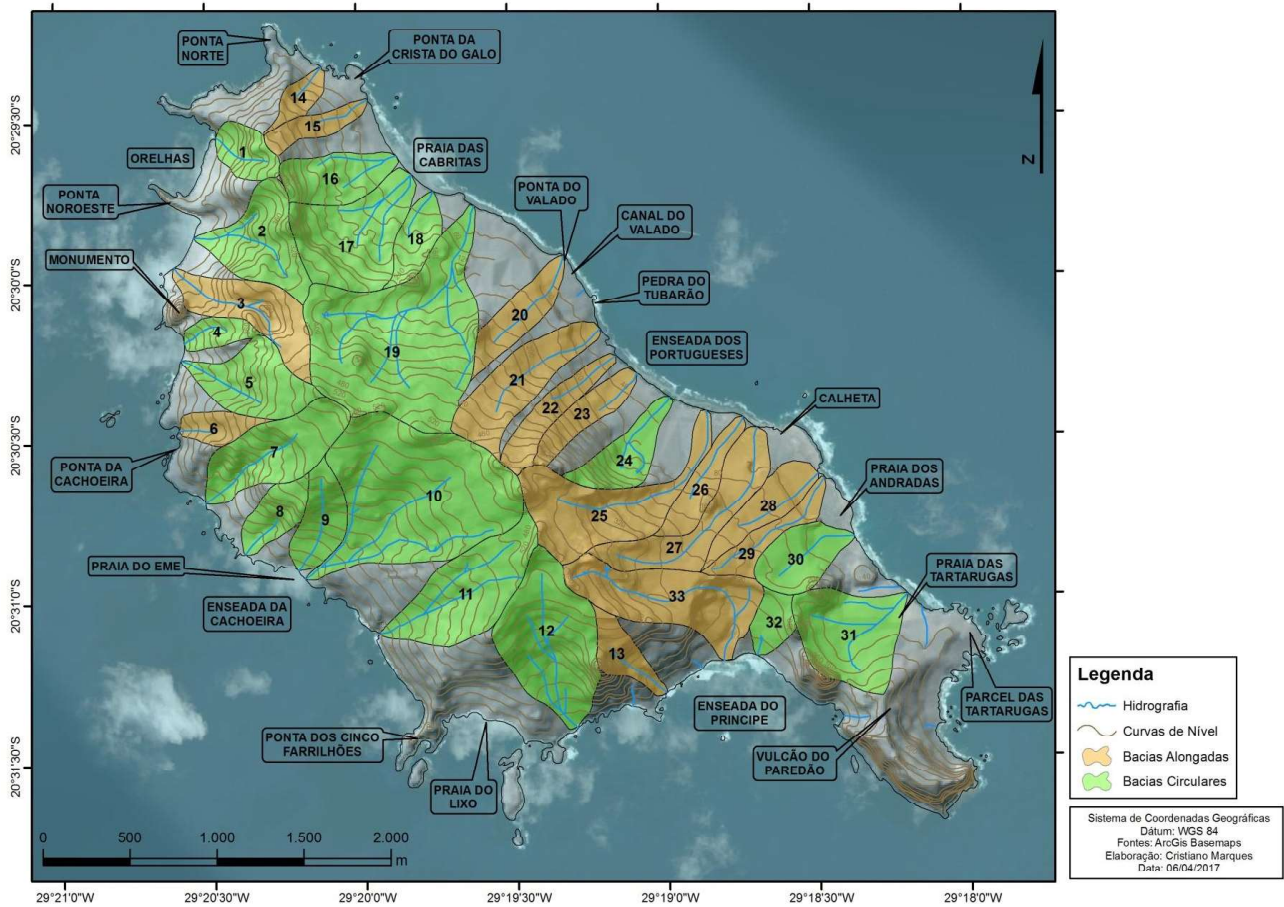 PONTA
NORTE
PONTA DA
CRISTA DO GALO
14
15
20°29'30"S
N
1
ORELHAS
PRAIA DAS
CABRITAS
16
PONTA
NOROESTE
PONTA DO
VALADO
CANAL DO
VALADO
2
17
18
MONUMENTO
20°30'0"S
PEDRA DO
TUBARÃO
3
20
4
19
ENSEADA DOS
PORTUGUESES
5
21
22
23
CALHETA
6
20°30'30"S
7
PONTA DA
CACHOEIRA
24
PRAIA DOS
ANDRADAS
8
9
10
25
26
28
27
29
30
PRAIA DO EME
PRAIA DAS
TARTARUGAS
11
33
20°31'0"S
ENSEADA DA
CACHOEIRA
32
31
12
13
PARCEL DAS
TARTARUGAS
ENSEADA DO
PRINCIPE
PONTA DOS CINCO
FARRILHÕES
VULCÃO DO
PAREDÃO
20°31'30"S
PRAIA DO
LIXO
0
500
1.000
1.500
2.000
m
29°21'0"W
29°20'30"W
29°20'0"W
29°19'30"W
29°19'0"W
29°18'30"W
29°18'0"W
Legenda
Hidrografia
Curvas de Nível
Bacias Alongadas
Bacias Circulares
Sistema de Coordenadas Geográficas
Dátum: WGS 84
Fontes: ArcGis Basemaps
Elaboração: Cristiano Marques
Data: 06/04/2017